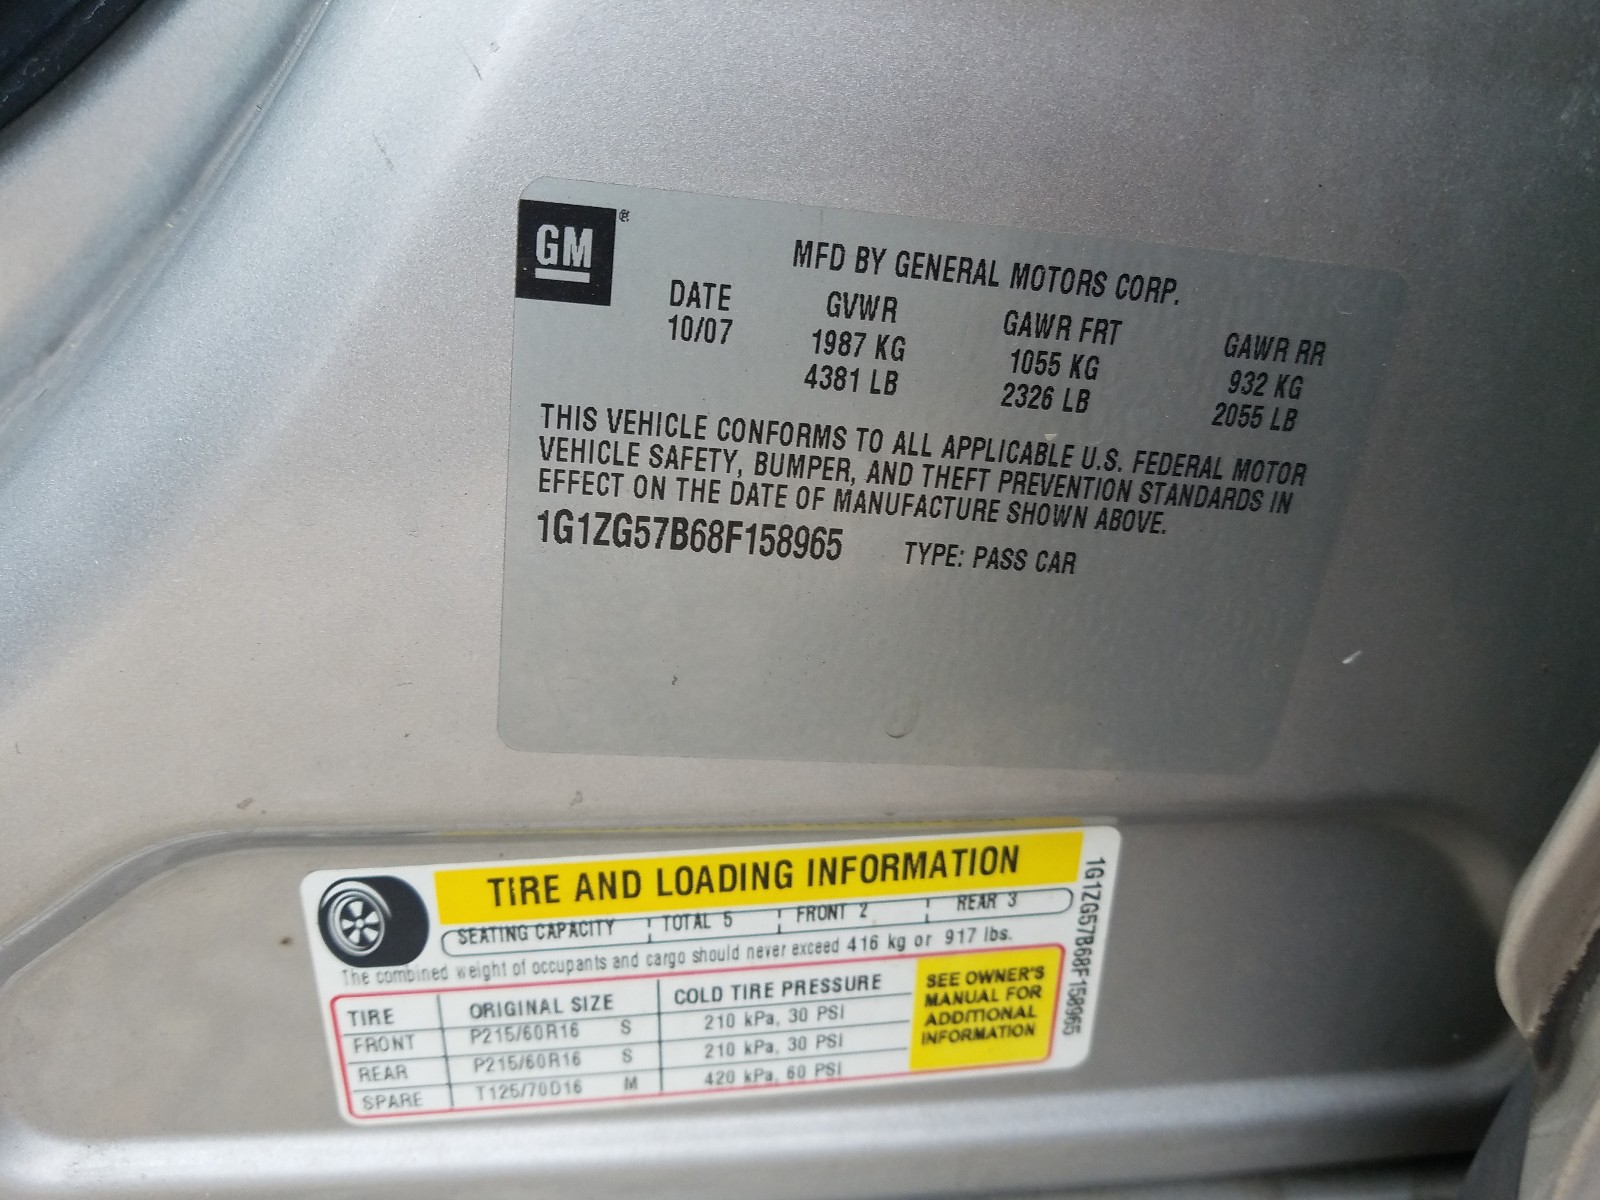 GM ®
MFD BY GENERAL MOTORS CORP.
DATE GVWR GAWR FRT GAWR RR
10/07 1987 KG 1055 KG 932 KG
4381 LB 2326 LB 2055 LB
THIS VEHICLE CONFORMS TO ALL APPLICABLE U.S. FEDERAL MOTOR
VEHICLE SAFETY, BUMPER, AND THEFT PREVENTION STANDARDS IN
EFFECT ON THE DATE OF MANUFACTURE SHOWN ABOVE.
1G1ZG57B68F158965 TYPE: PASS CAR
TIRE AND LOADING INFORMATION
SEATING CAPACITY TOTAL 5 FRONT 2 REAR 3
The combined weight of occupants and cargo should never exceed 416 kg or 917 lbs.
TIRE ORIGINAL SIZE COLD TIRE PRESSURE
FRONT P215/60R16 S 210 kPa, 30 PSI
REAR P215/60R16 S 210 kPa, 30 PSI
SPARE T125/70D16 M 420 kPa, 60 PSI
SEE OWNER'S
MANUAL FOR
ADDITIONAL
INFORMATION
1G1ZG57B68F158965